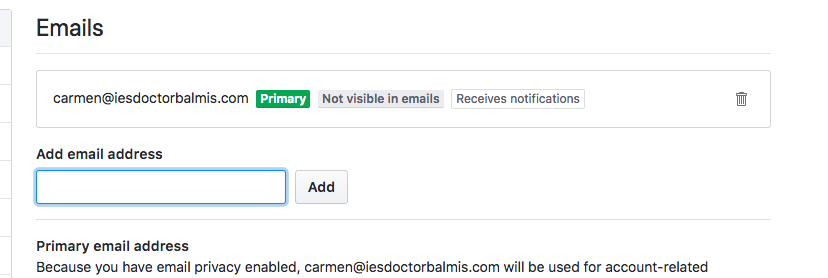 Emails
carmen@iesdoctorbalmis.com Primary Not visible in emails Receives notifications
Add email address
Add
Primary email address
Because you have email privacy enabled, carmen@iesdoctorbalmis.com will be used for account-related